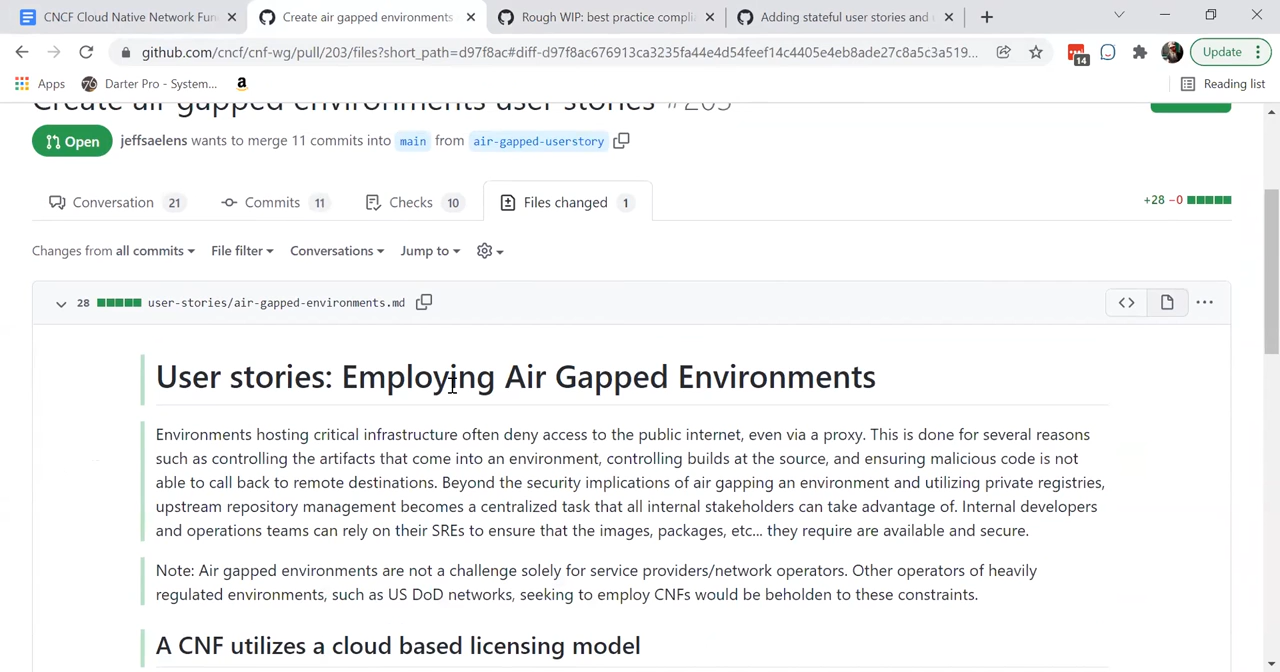 CNCF Cloud Native Network Fun
Create air gapped environments
Rough WIP: best practice compli
Adding stateful user stories and
github.com/cncf/cnf-wg/pull/203/files?short_path=d97f8ac#diff-d97f8ac676913ca3235fa44e4d54feef14c4405e4eb8ade27c8a5c3a519...
14
Update
Apps
Darter Pro - System...
Reading list
Create air gapped environments user stories #203
Open
jeffsaelens wants to merge 11 commits into main from air-gapped-userstory
Conversation 21
Commits 11
Checks 10
Files changed 1
+28 −0
Changes from all commits
File filter
Conversations
Jump to
28
user-stories/air-gapped-environments.md
User stories: Employing Air Gapped Environments
Environments hosting critical infrastructure often deny access to the public internet, even via a proxy. This is done for several reasons
such as controlling the artifacts that come into an environment, controlling builds at the source, and ensuring malicious code is not
able to call back to remote destinations. Beyond the security implications of air gapping an environment and utilizing private registries,
upstream repository management becomes a centralized task that all internal stakeholders can take advantage of. Internal developers
and operations teams can rely on their SREs to ensure that the images, packages, etc... they require are available and secure.
Note: Air gapped environments are not a challenge solely for service providers/network operators. Other operators of heavily
regulated environments, such as US DoD networks, seeking to employ CNFs would be beholden to these constraints.
A CNF utilizes a cloud based licensing model